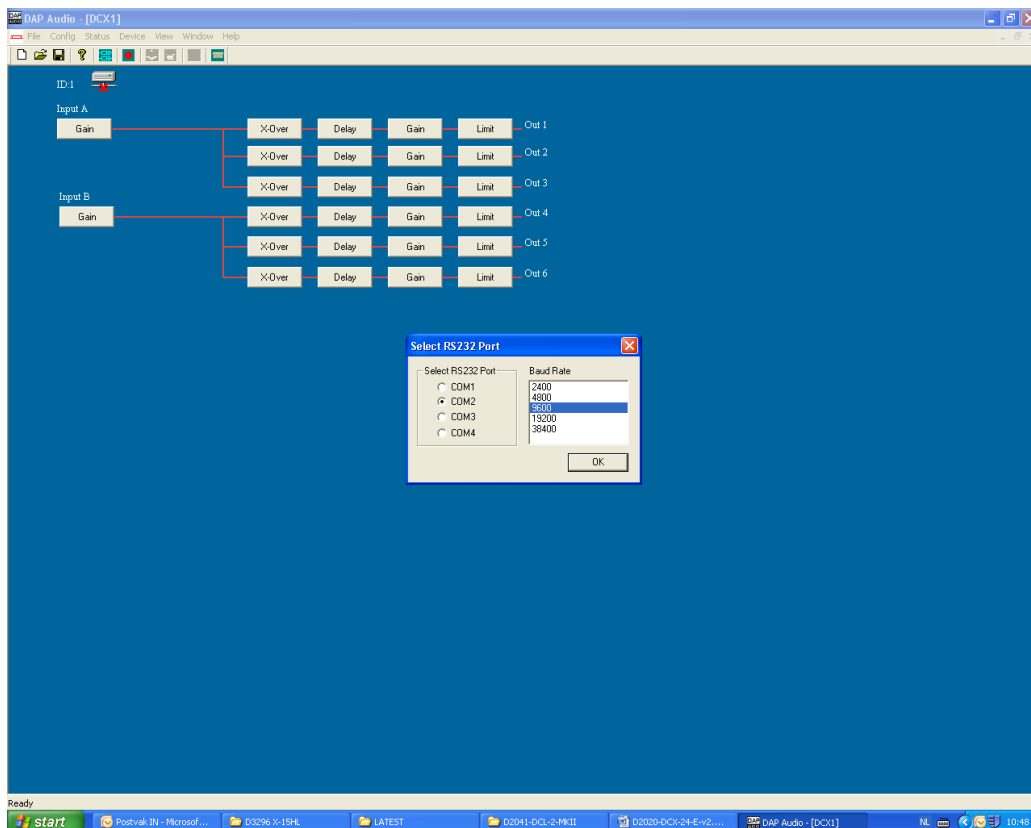 DAP AUDIO DAP Audio - [DCX1]
File Config Status Device View Window Help
ID:1
Input A
Gain X-Over Delay Gain Limit Out 1
X-Over Delay Gain Limit Out 2
X-Over Delay Gain Limit Out 3
Input B
Gain X-Over Delay Gain Limit Out 4
X-Over Delay Gain Limit Out 5
X-Over Delay Gain Limit Out 6
Select RS232 Port
Select RS232 Port Baud Rate
COM1 2400
COM2 4800
COM3 9600
COM4 19200
38400
OK
Ready
start Postvak IN - Microsof... D3296 X-15HL LATEST D2041-DCL-2-MKII D2020-DCX-24-E-v2.... DAP Audio - [DCX1] NL 10:48